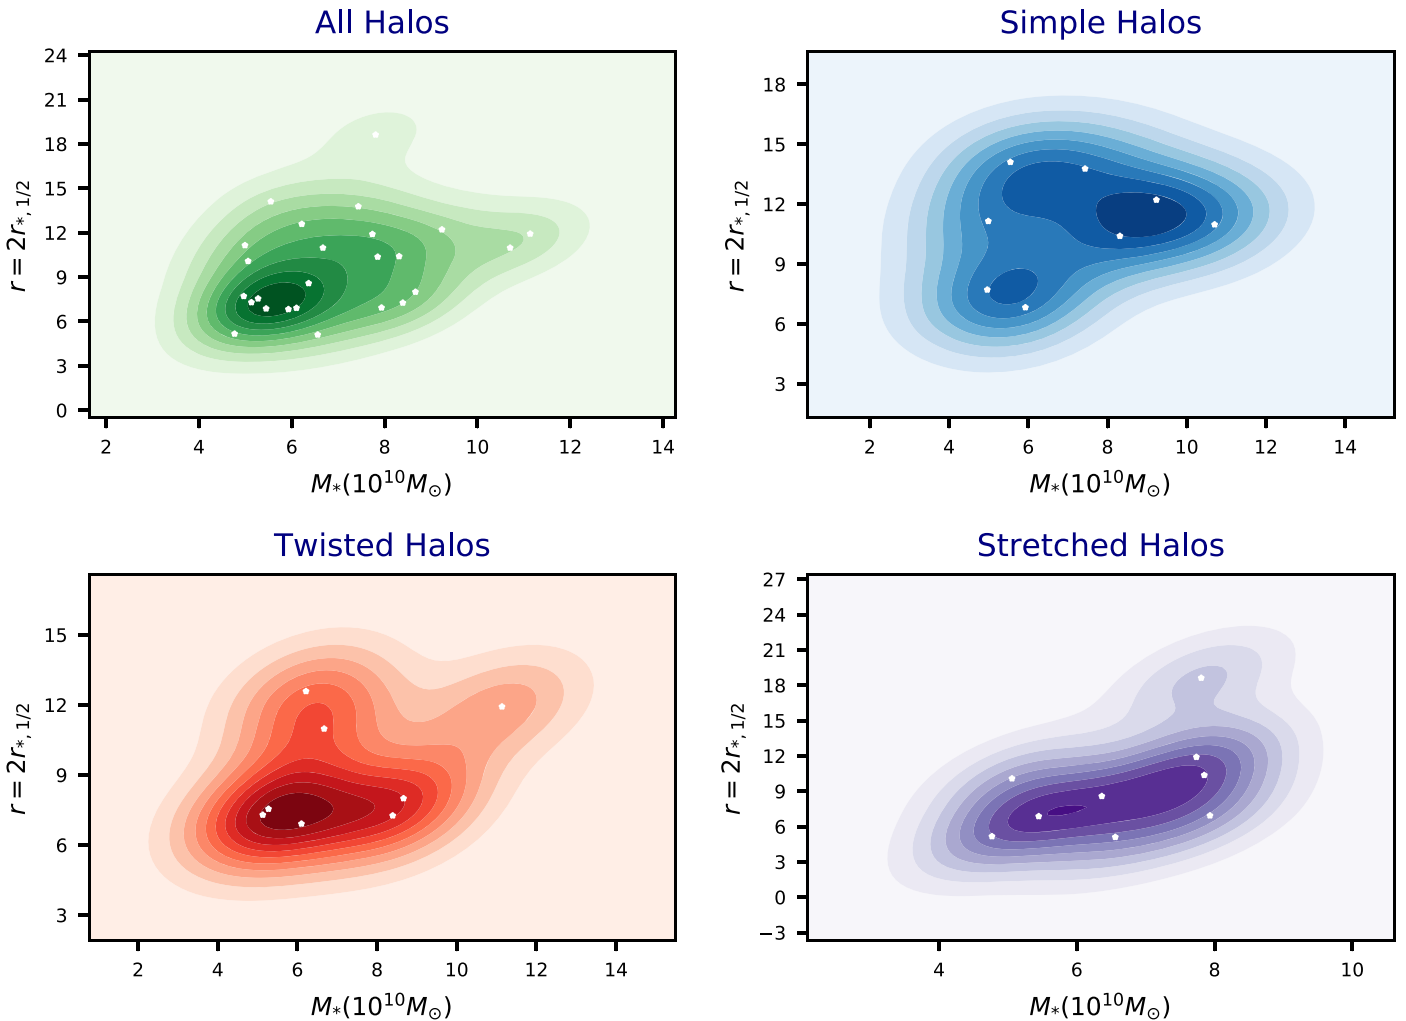 All Halos
24
21
18
15
12
9
6
3
0
r = 2r*, 1/2
2 4 6 8 10 12 14
M*(10^10 M⊙)
Simple Halos
18
15
12
9
6
3
r = 2r*, 1/2
2 4 6 8 10 12 14
M*(10^10 M⊙)
Twisted Halos
15
12
9
6
3
r = 2r*, 1/2
2 4 6 8 10 12 14
M*(10^10 M⊙)
Stretched Halos
27
24
21
18
15
12
9
6
3
0
−3
r = 2r*, 1/2
4 6 8 10
M*(10^10 M⊙)